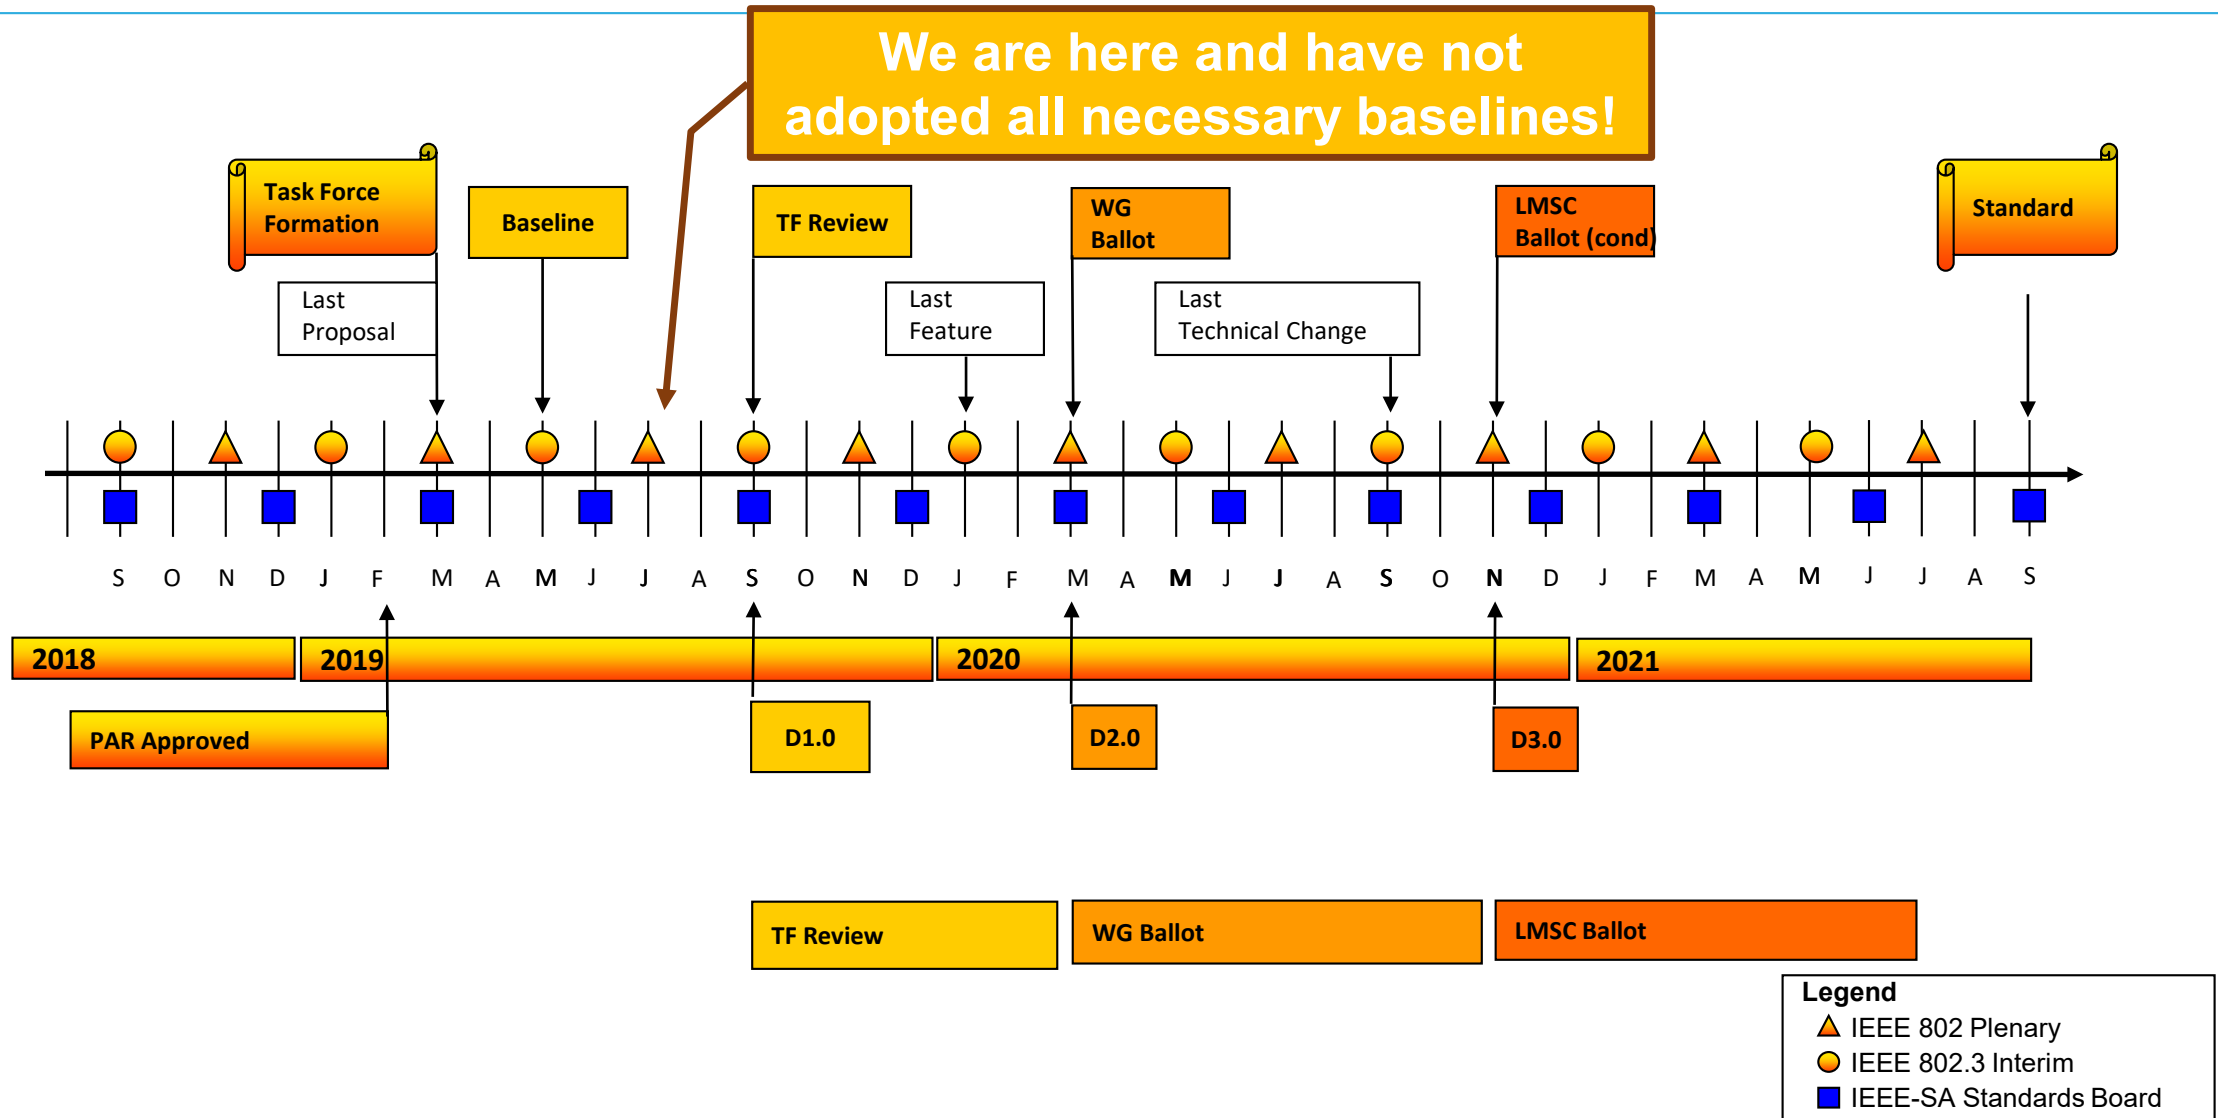 We are here and have not
adopted all necessary baselines!
Task Force
Formation
Baseline
TF Review
WG
Ballot
LMSC
Ballot (cond)
Standard
Last
Proposal
Last
Feature
Last
Technical Change
S O N D J F M A M J J A S O N D J F M A M J J A S O N D J F M A M J J A S
2018
2019
2020
2021
PAR Approved
D1.0
D2.0
D3.0
TF Review
WG Ballot
LMSC Ballot
Legend
IEEE 802 Plenary
IEEE 802.3 Interim
IEEE-SA Standards Board